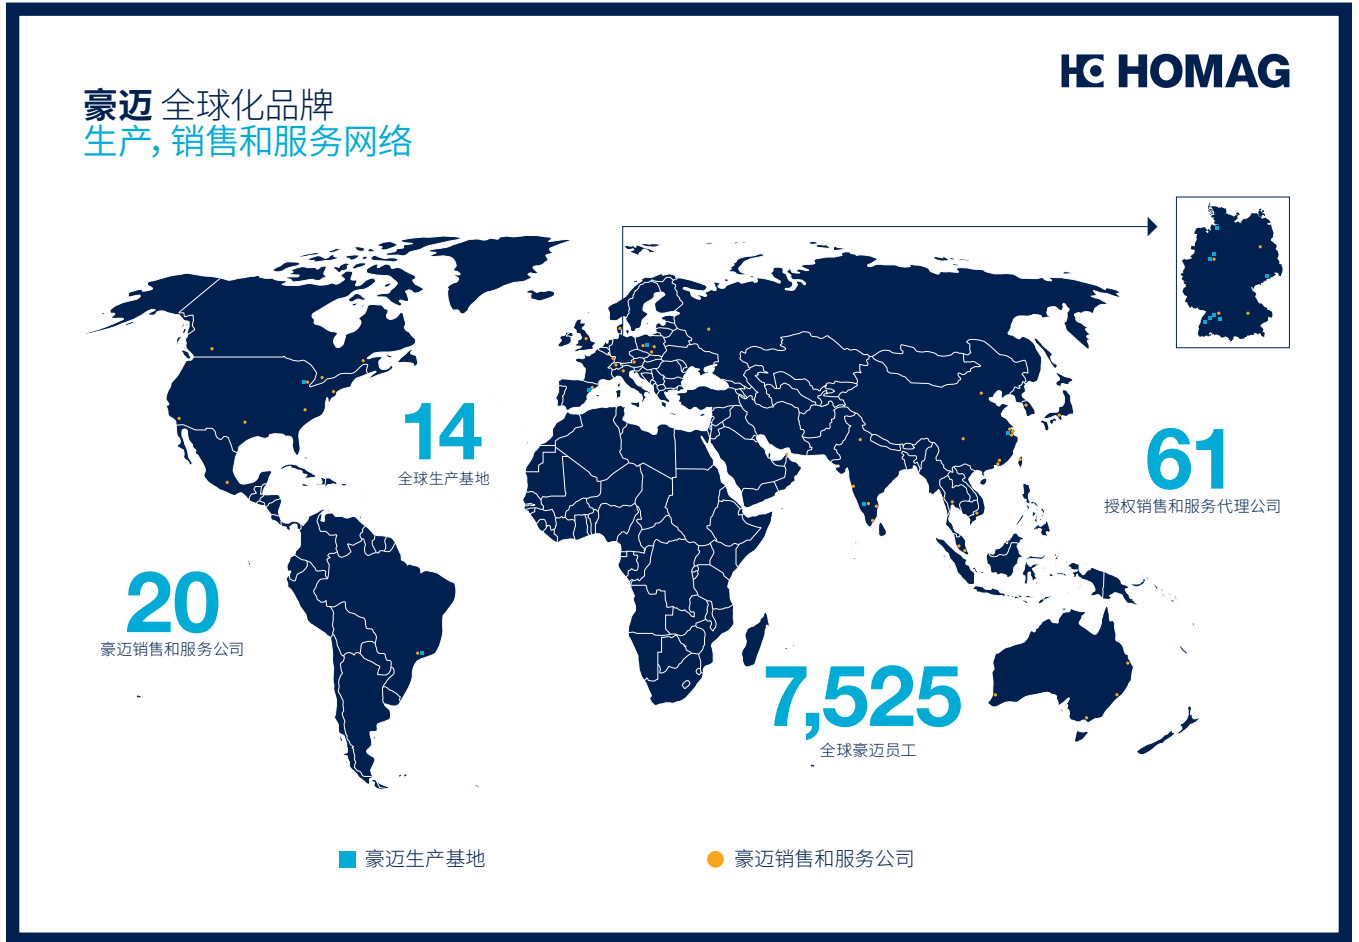 HOMAG
豪迈 全球化品牌
生产, 销售和服务网络
14
全球生产基地
61
授权销售和服务代理公司
20
豪迈销售和服务公司
7,525
全球豪迈员工
豪迈生产基地
豪迈销售和服务公司